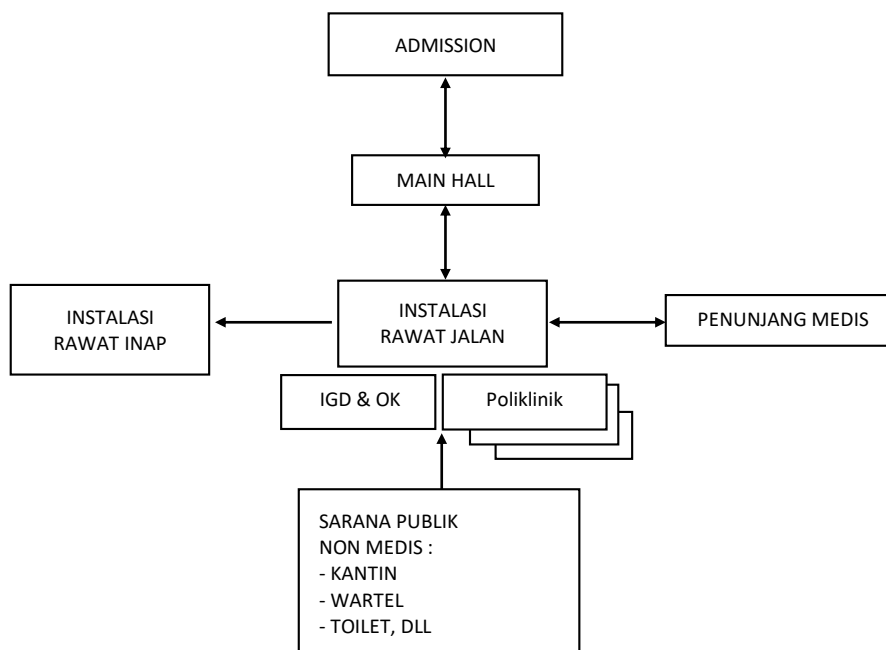 ADMISSION
MAIN HALL
INSTALASI
RAWAT INAP
INSTALASI
RAWAT JALAN
PENUNJANG MEDIS
IGD & OK
Poliklinik
SARANA PUBLIK
NON MEDIS :
- KANTIN
- WARTEL
- TOILET, DLL